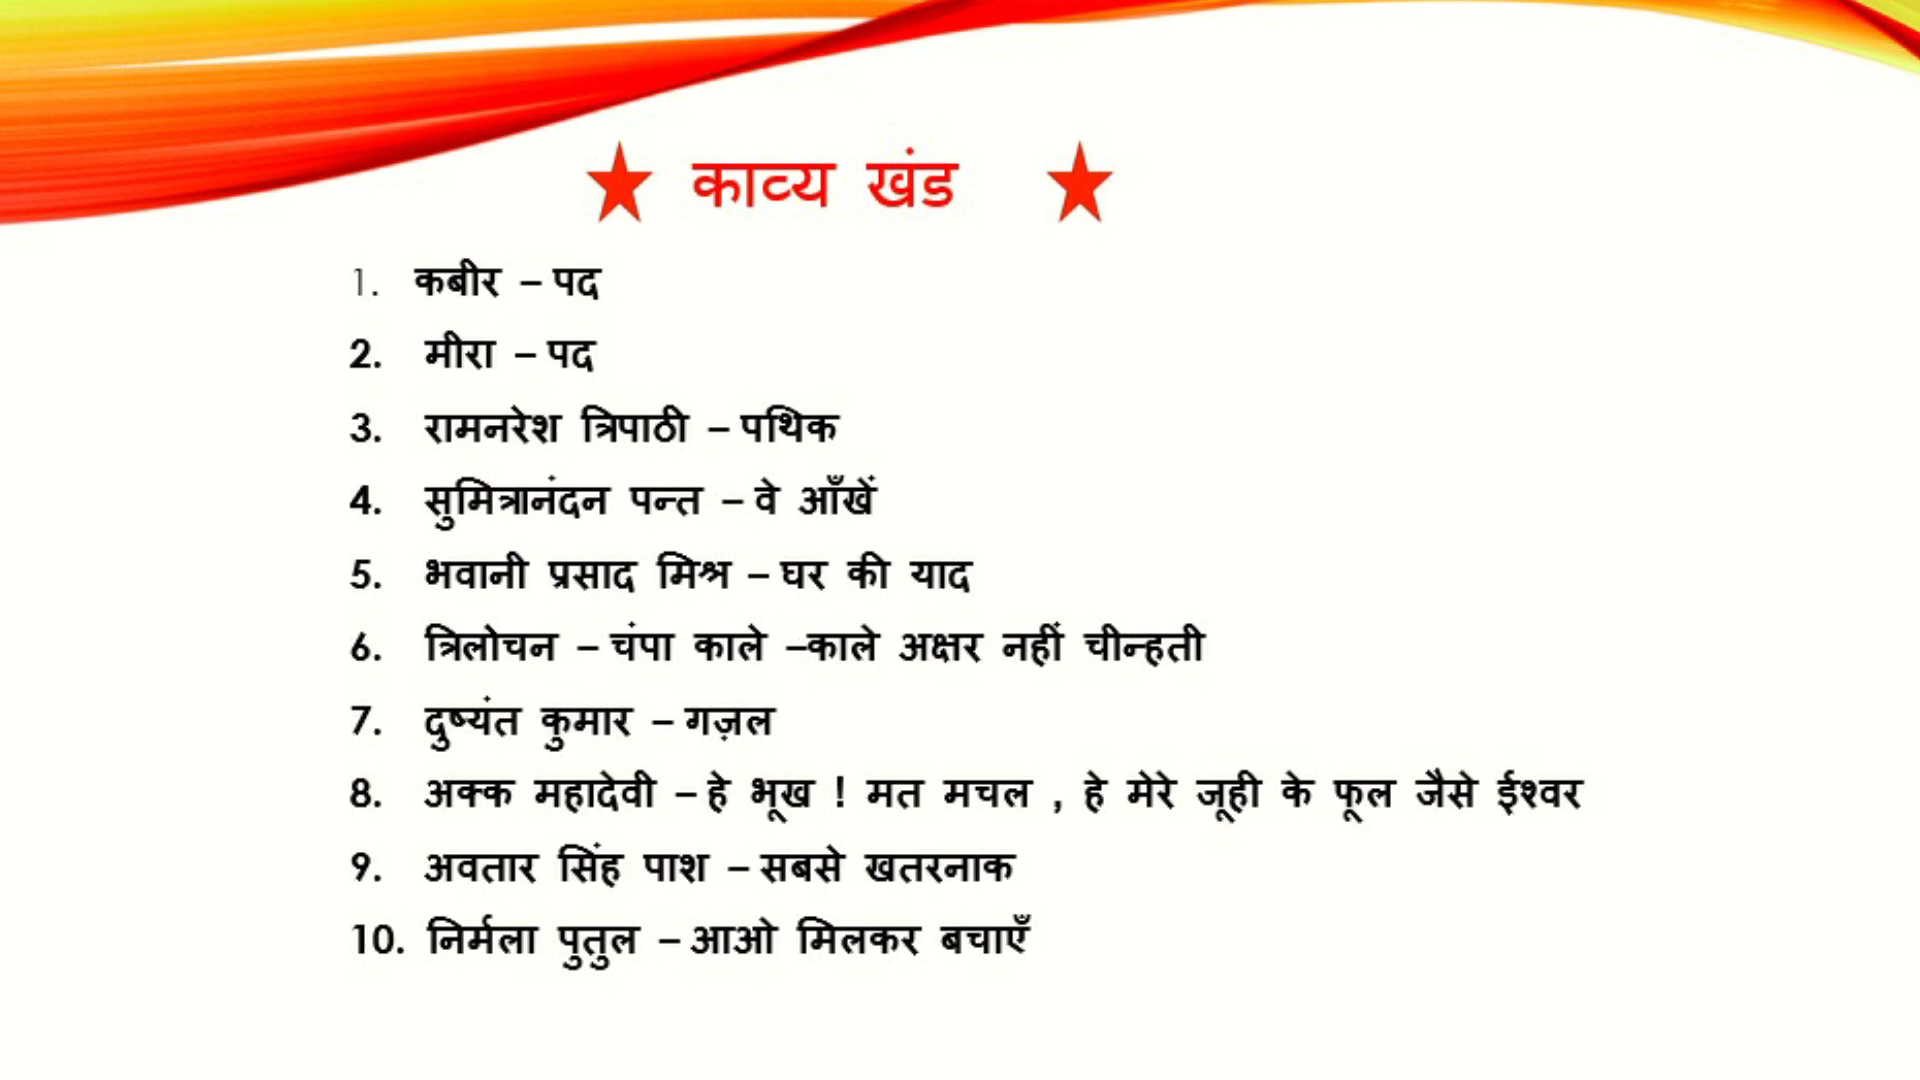 काव्य खंड
1. कबीर – पद
2. मीरा – पद
3. रामनरेश त्रिपाठी – पथिक
4. सुमित्रानंदन पन्त – वे आँखें
5. भवानी प्रसाद मिश्र – घर की याद
6. त्रिलोचन – चंपा काले –काले अक्षर नहीं चीन्हती
7. दुष्यंत कुमार – गज़ल
8. अक्क महादेवी – हे भूख ! मत मचल , हे मेरे जूही के फूल जैसे ईश्वर
9. अवतार सिंह पाश – सबसे खतरनाक
10. निर्मला पुतुल – आओ मिलकर बचाएँ